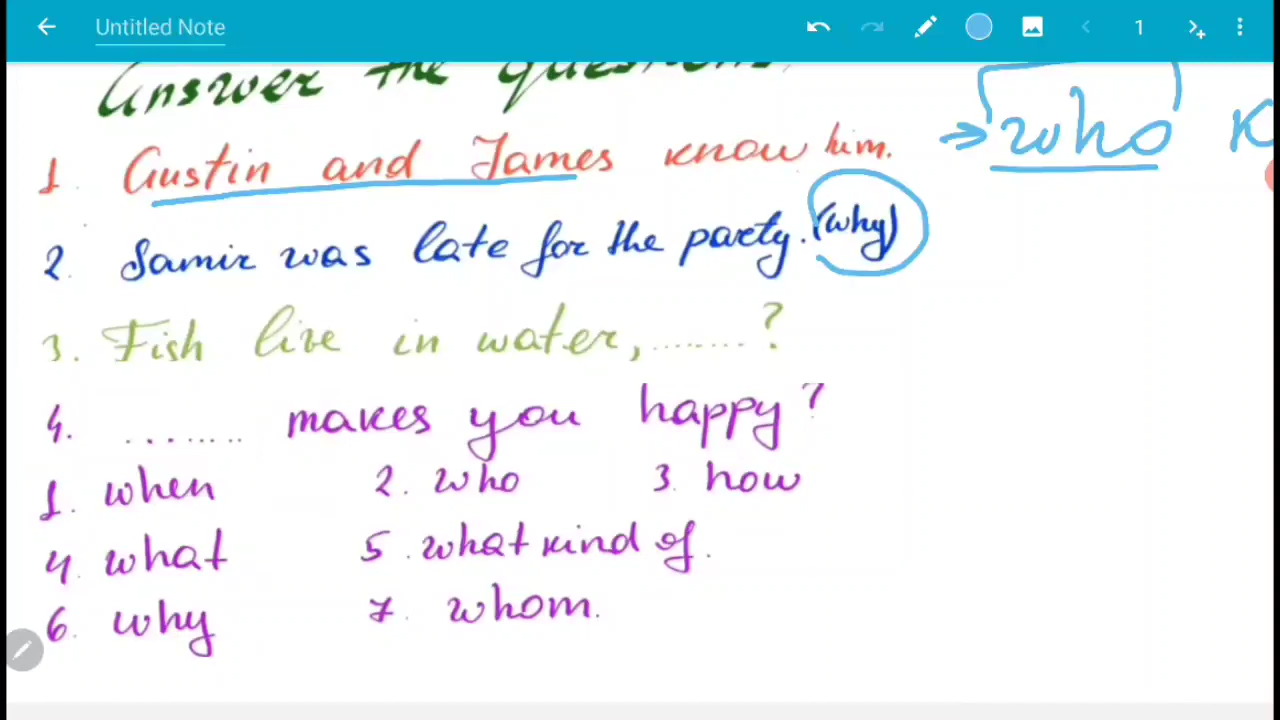 Untitled Note
1
Answer the questions.
1. Gustin and James know him.
→ who K
2. Samir was late for the party. (why)
3. Fish live in water, ........ ?
4. ........ makes you happy?
1. when 2. who 3. how
4. what 5. what kind of.
6. why 7. whom.